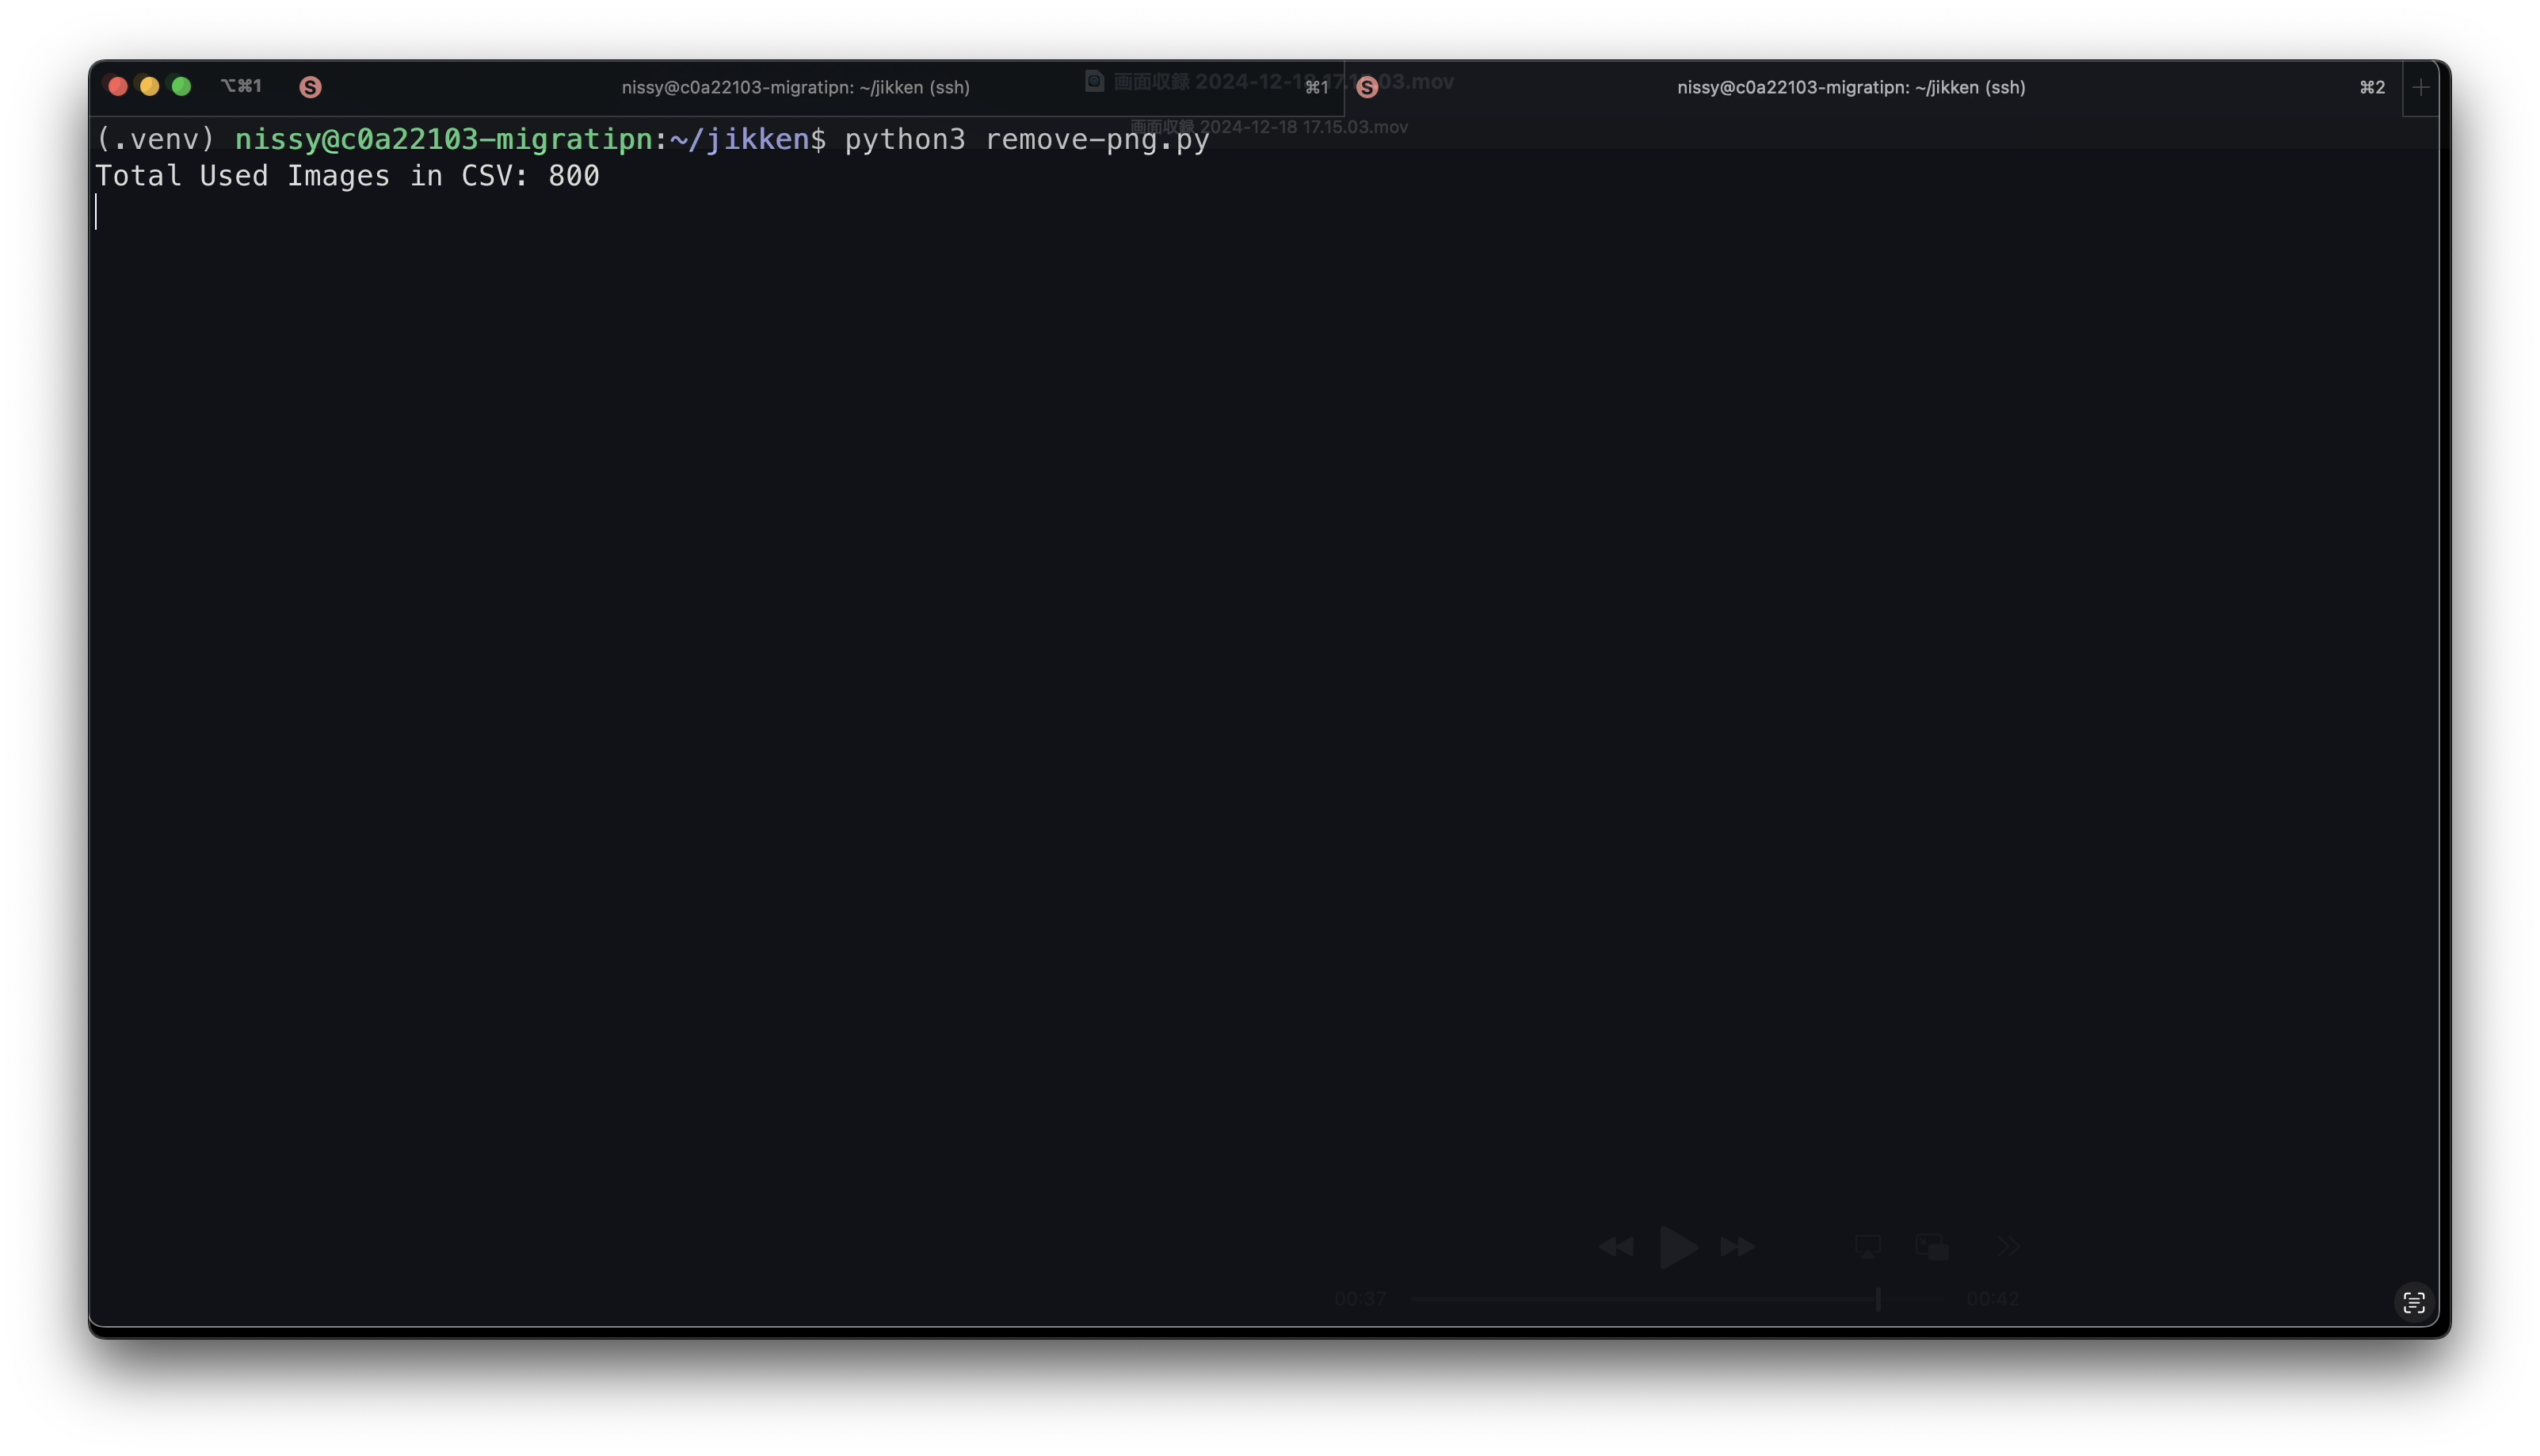 ⌥⌘1
S nissy@c0a22103-migratipn: ~/jikken (ssh) ⌘1
S nissy@c0a22103-migratipn: ~/jikken (ssh) ⌘2
画面収録 2024-12-18 17.15.03.mov
画面収録 2024-12-18 17.15.03.mov
(.venv) nissy@c0a22103-migratipn:~/jikken$ python3 remove-png.py
Total Used Images in CSV: 800
00:37
00:42